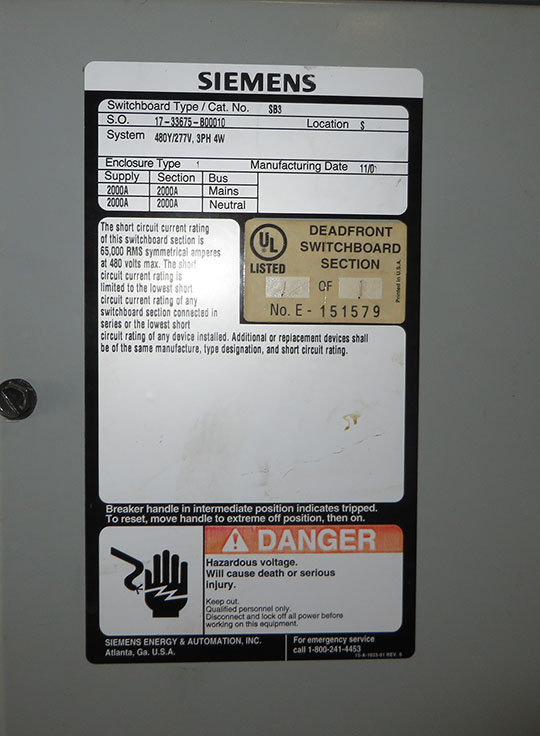 SIEMENS
Switchboard Type / Cat. No. SB3
S.O. 17-33675-B00010 Location S
System 480Y/277V, 3PH 4W
Enclosure Type 1 Manufacturing Date
Supply Section Bus
2000A 2000A Mains
2000A 2000A Neutral
The short circuit current rating
of this switchboard section is
65,000 RMS symmetrical amperes
at 480 volts max. The short
circuit current rating is
limited to the lowest short
circuit current rating of any
switchboard section connected in
series or the lowest short
circuit rating of any device installed. Additional or replacement devices shall
be of the same manufacture, type designation, and short circuit rating.
UL
LISTED
DEADFRONT
SWITCHBOARD
SECTION
1 OF 1
No. E-151579
Printed in U.S.A.
Breaker handle in intermediate position indicates tripped.
To reset, move handle to extreme off position, then on.
DANGER
Hazardous voltage.
Will cause death or serious
injury.
Keep out.
Qualified personnel only.
Disconnect and lock off all power before
working on this equipment.
SIEMENS ENERGY & AUTOMATION, INC.
Atlanta, Ga. U.S.A.
For emergency service
call 1-800-241-4453